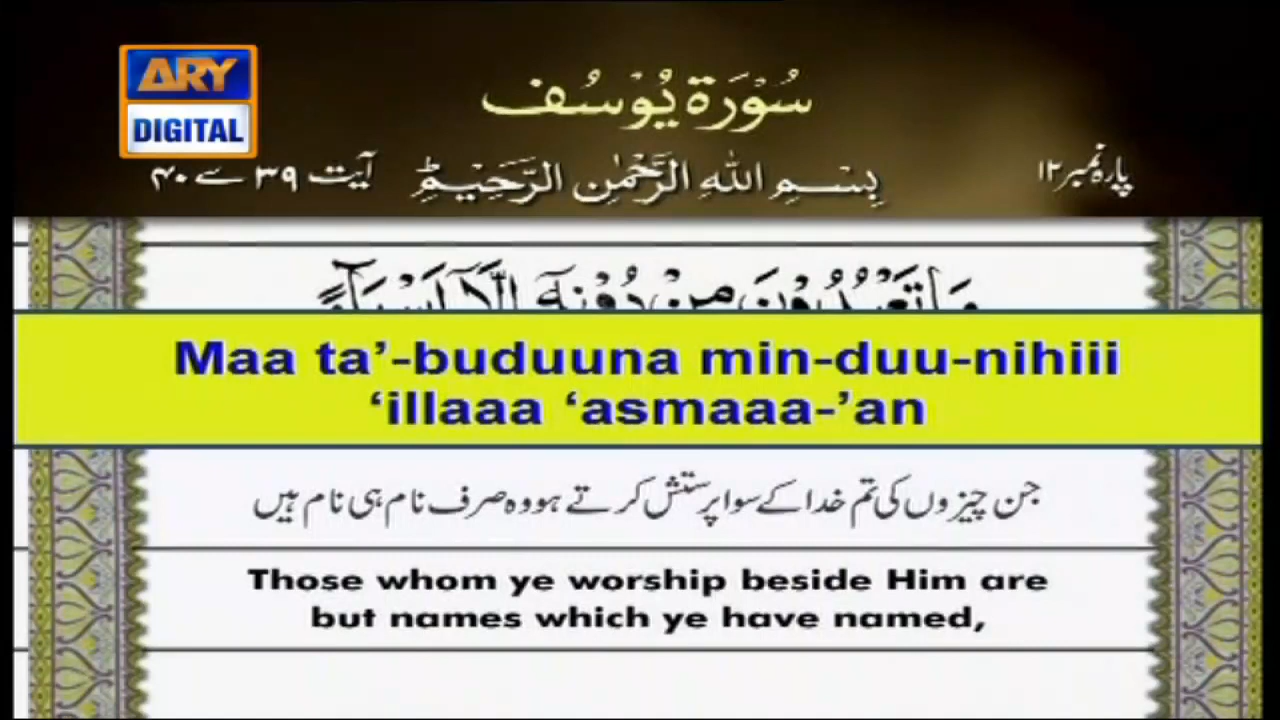 ARY
DIGITAL
سُوْرَۃ یُوْسُف
پارہ نمبر ۱۲
بِسْمِ اللهِ الرَّحْمٰنِ الرَّحِیْمِ
آیت ۳۹ سے ۴۰
مَا تَعْبُدُوْنَ مِنْ دُوْنِهٖۤ اِلَّاۤ اَسْمَآءً
Maa ta’-buduuna min-duu-nihiii
‘illaaa ‘asmaaa-’an
جن چیزوں کی تم خدا کے سوا پرستش کرتے ہو وہ صرف نام ہی نام ہیں
Those whom ye worship beside Him are
but names which ye have named,